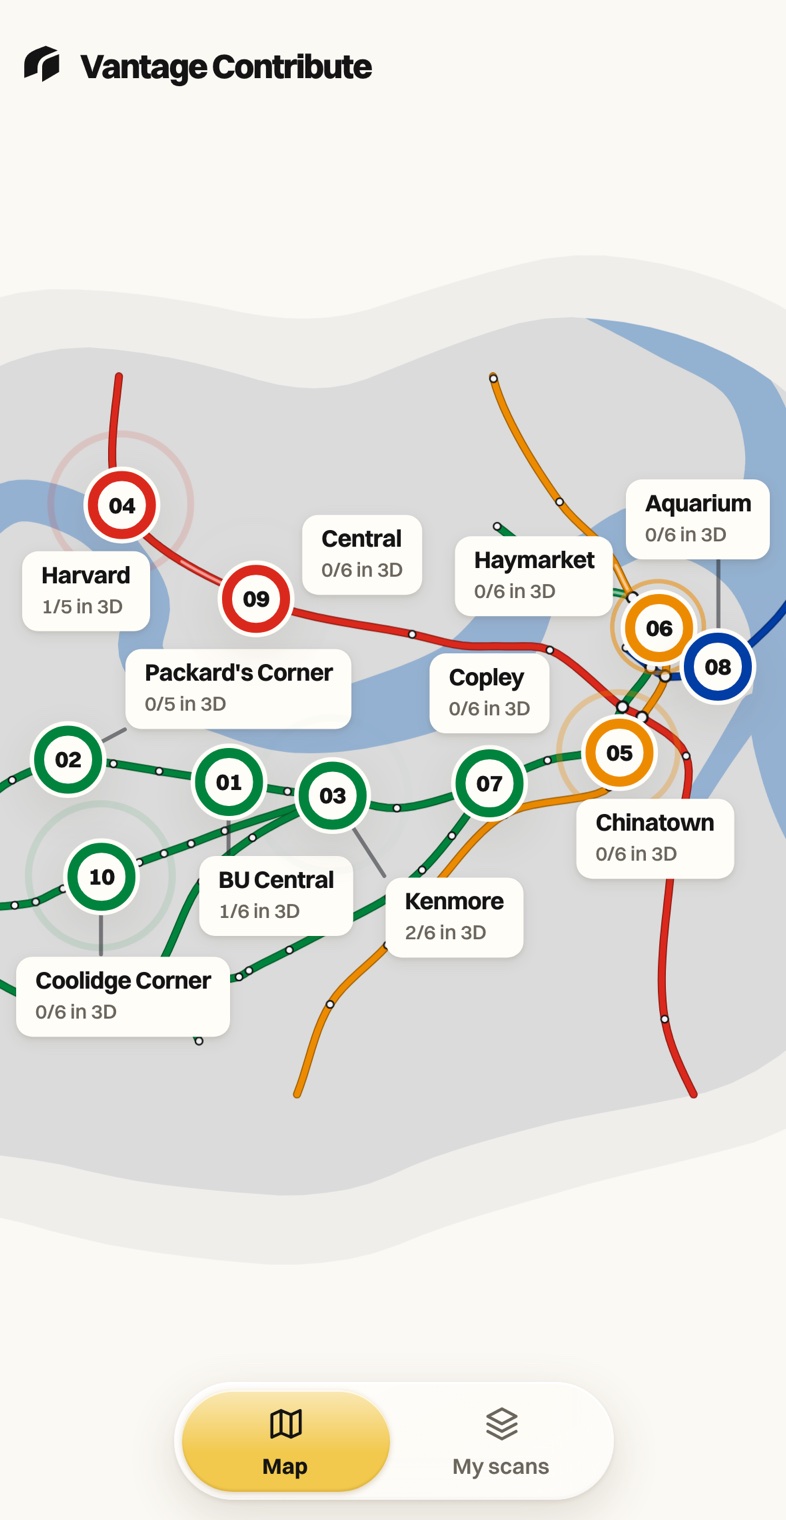 Vantage Contribute
04
Harvard
1/5 in 3D
09
Central
0/6 in 3D
Haymarket
0/6 in 3D
Aquarium
0/6 in 3D
06
08
Packard's Corner
0/5 in 3D
Copley
0/6 in 3D
02
01
03
07
05
Chinatown
0/6 in 3D
10
BU Central
1/6 in 3D
Kenmore
2/6 in 3D
Coolidge Corner
0/6 in 3D
Map
My scans